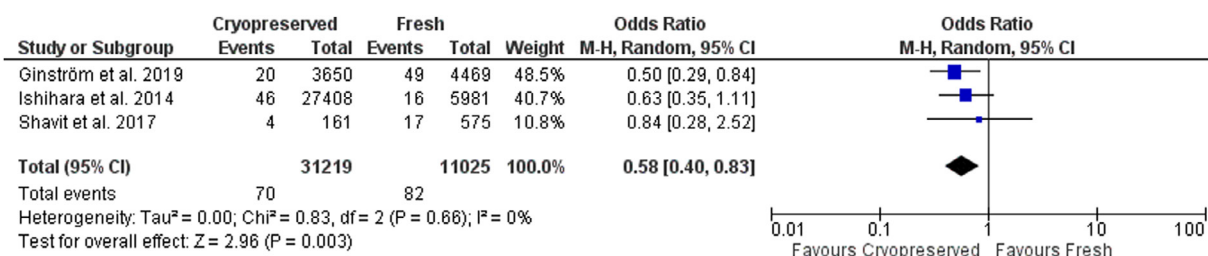 Cryopreserved Fresh Odds Ratio Odds Ratio
Study or Subgroup Events Total Events Total Weight M-H, Random, 95% CI M-H, Random, 95% CI
Ginström et al. 2019 20 3650 49 4469 48.5% 0.50 [0.29, 0.84]
Ishihara et al. 2014 46 27408 16 5981 40.7% 0.63 [0.35, 1.11]
Shavit et al. 2017 4 161 17 575 10.8% 0.84 [0.28, 2.52]
Total (95% CI) 31219 11025 100.0% 0.58 [0.40, 0.83]
Total events 70 82
Heterogeneity: Tau² = 0.00; Chi² = 0.83, df = 2 (P = 0.66); I² = 0%
Test for overall effect: Z = 2.96 (P = 0.003)
0.01 0.1 1 10 100
Favours Cryopreserved Favours Fresh